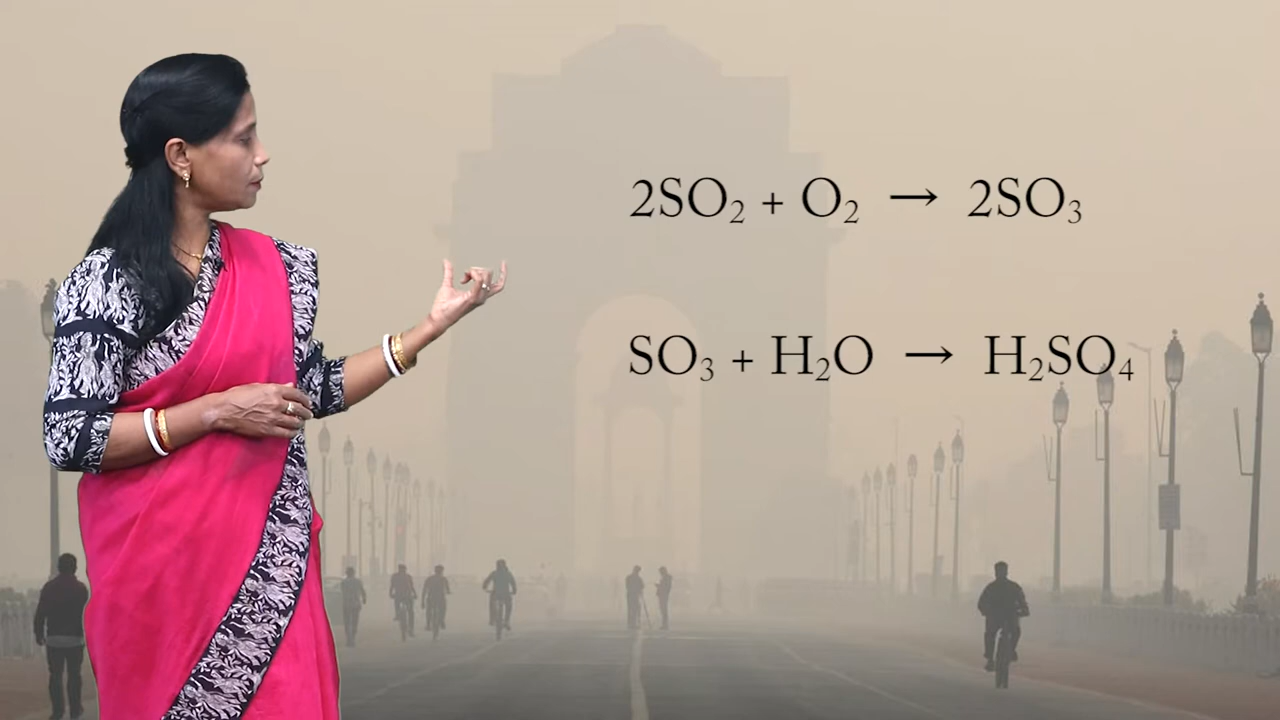 2SO₂ + O₂ → 2SO₃
SO₃ + H₂O → H₂SO₄